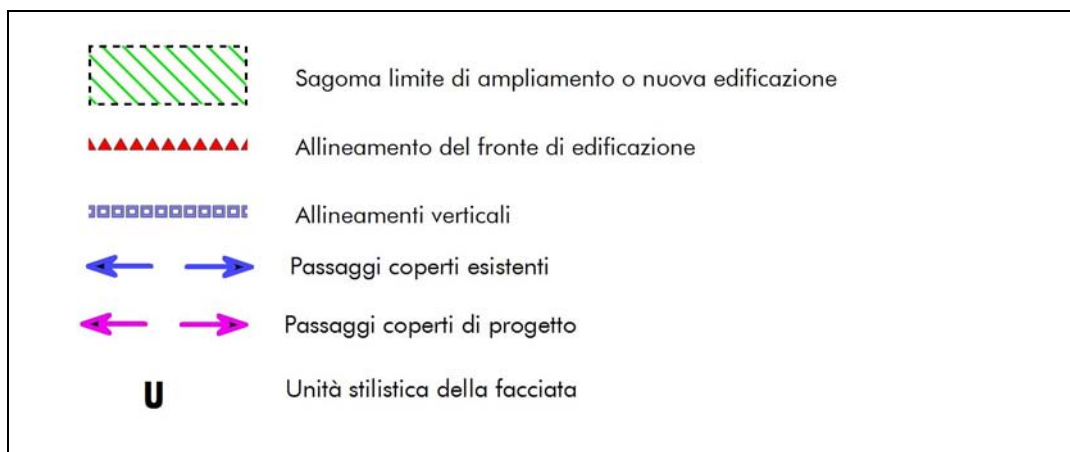 Sagoma limite di ampliamento o nuova edificazione
Allineamento del fronte di edificazione
Allineamenti verticali
Passaggi coperti esistenti
Passaggi coperti di progetto
U Unità stilistica della facciata